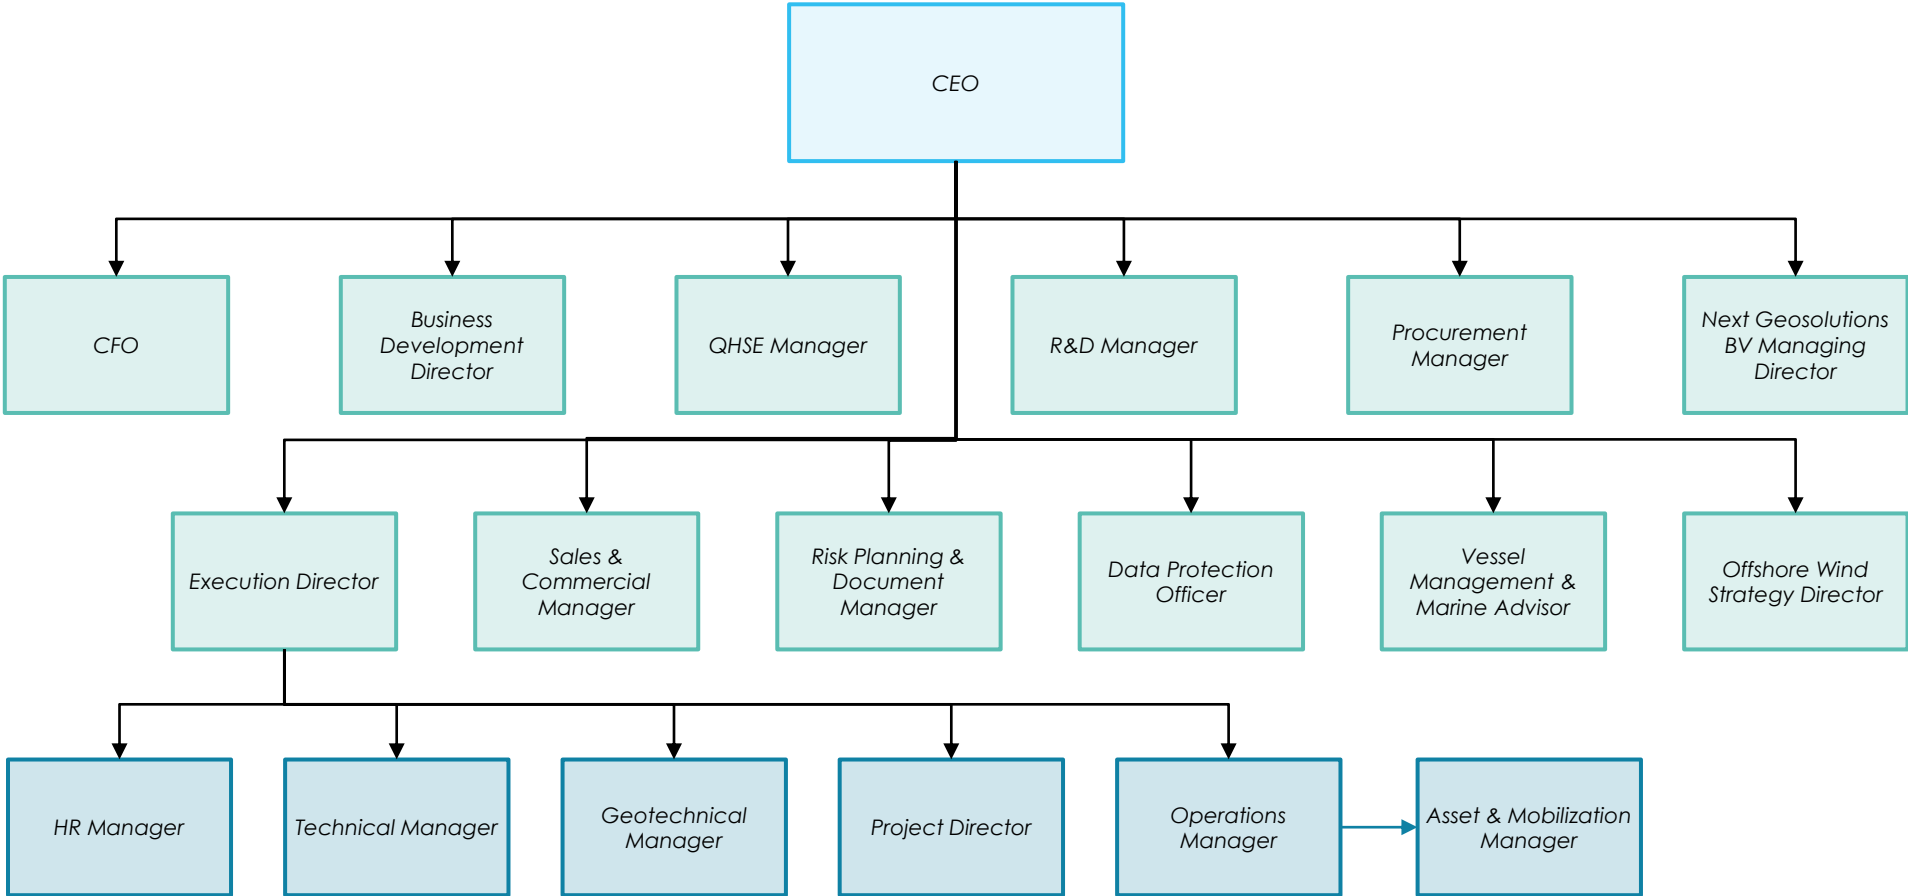 CEO
CFO
Business
Development
Director
QHSE Manager
R&D Manager
Procurement
Manager
Next Geosolutions
BV Managing
Director
Execution Director
Sales &
Commercial
Manager
Risk Planning &
Document
Manager
Data Protection
Officer
Vessel
Management &
Marine Advisor
Offshore Wind
Strategy Director
HR Manager
Technical Manager
Geotechnical
Manager
Project Director
Operations
Manager
Asset & Mobilization
Manager